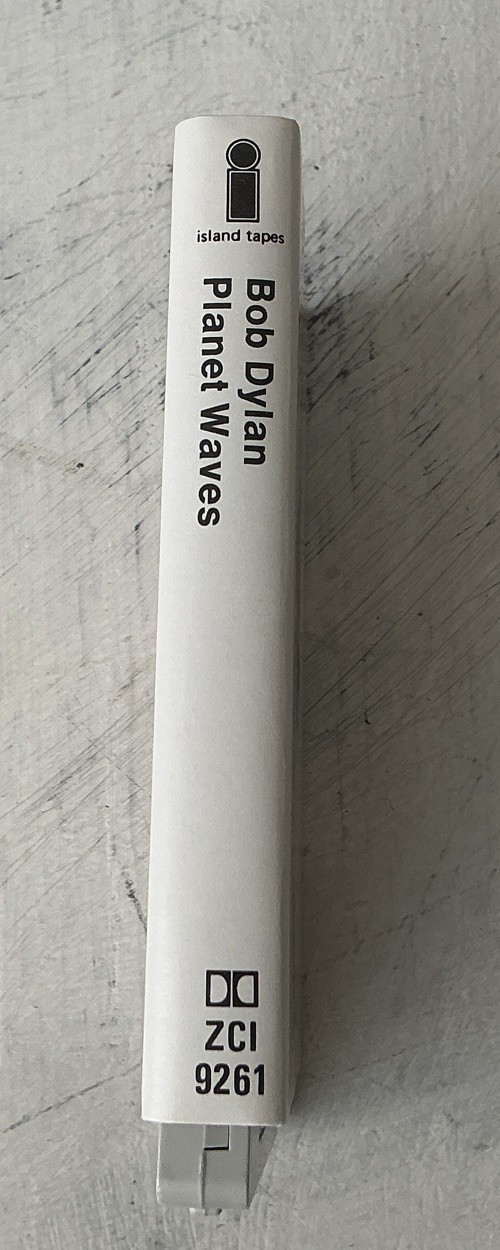 island tapes
Bob Dylan
Planet Waves
ZCI
9261